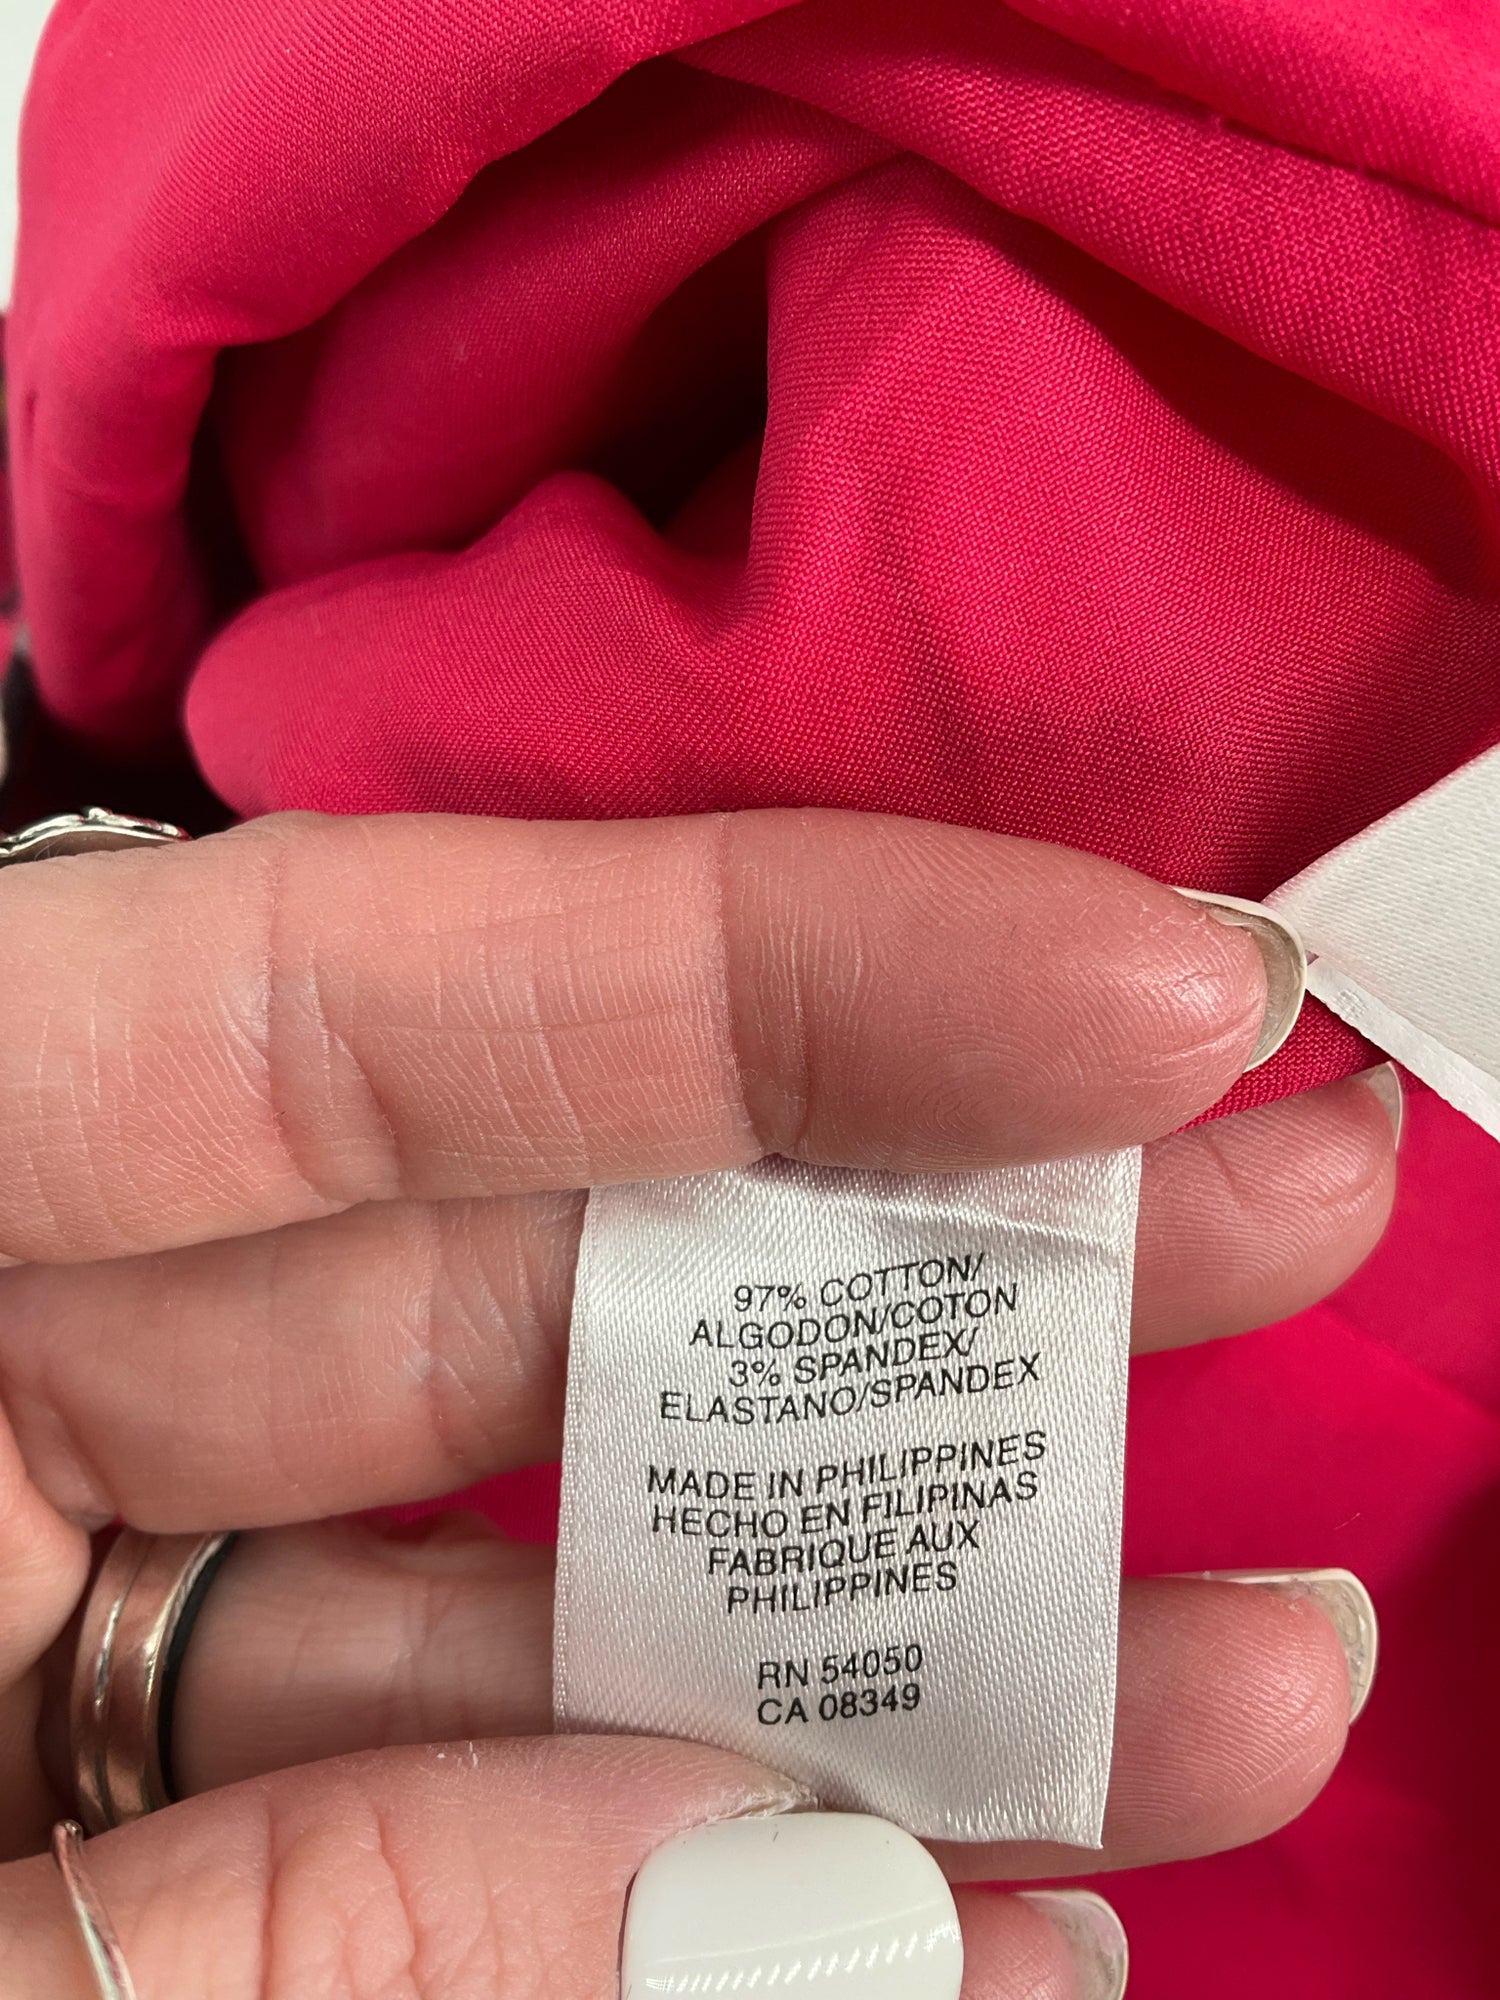 97% COTTON/
ALGODON/COTON
3% SPANDEX/
ELASTANO/SPANDEX
MADE IN PHILIPPINES
HECHO EN FILIPINAS
FABRIQUE AUX
PHILIPPINES
RN 54050
CA 08349